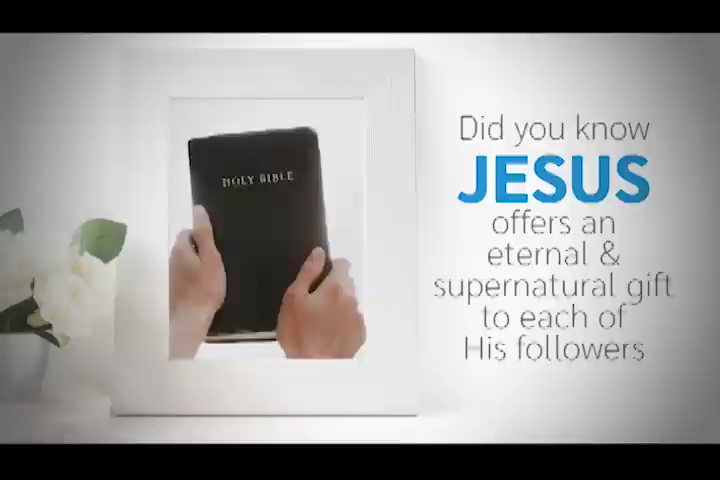 HOLY BIBLE
Did you know
JESUS
offers an
eternal &
supernatural gift
to each of
His followers